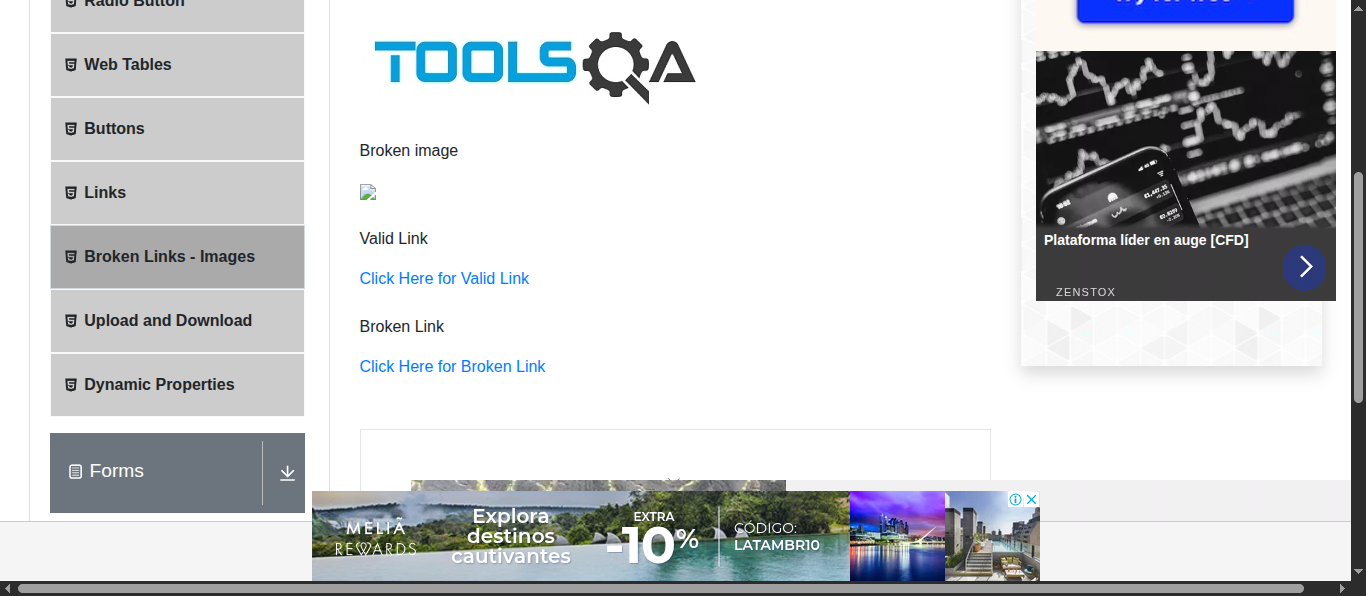 Radio Button
Web Tables
Buttons
Links
Broken Links - Images
Upload and Download
Dynamic Properties
Forms
TOOLSQA
Broken image
Valid Link
Click Here for Valid Link
Broken Link
Click Here for Broken Link
Plataforma líder en auge [CFD]
ZENSTOX
MELIÃ
REWARDS
Explora
destinos
cautivantes
EXTRA
-10%
CÓDIGO:
LATAMBR10